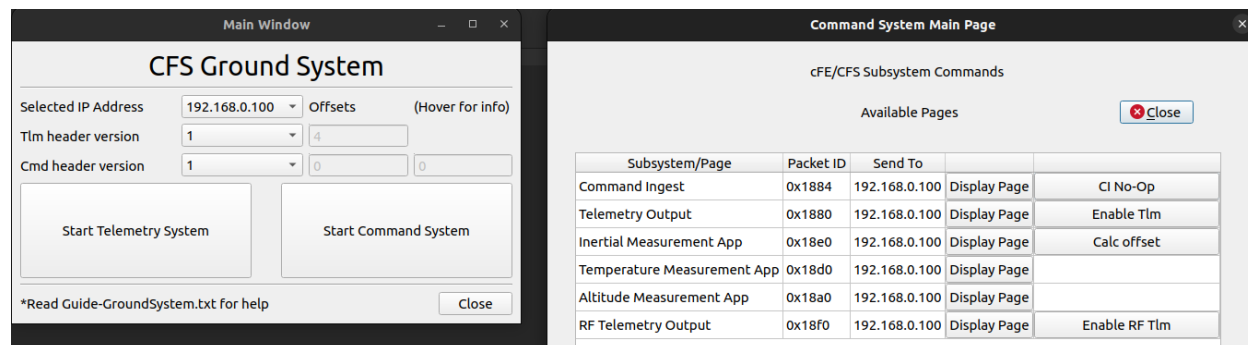 Main Window
CFS Ground System
Selected IP Address 192.168.0.100 Offsets (Hover for info)
Tlm header version 1 4
Cmd header version 1 0 0
Start Telemetry System Start Command System
*Read Guide-GroundSystem.txt for help Close
Command System Main Page
cFE/CFS Subsystem Commands
Available Pages Close
Subsystem/Page Packet ID Send To
Command Ingest 0x1884 192.168.0.100 Display Page CI No-Op
Telemetry Output 0x1880 192.168.0.100 Display Page Enable Tlm
Inertial Measurement App 0x18e0 192.168.0.100 Display Page Calc offset
Temperature Measurement App 0x18d0 192.168.0.100 Display Page
Altitude Measurement App 0x18a0 192.168.0.100 Display Page
RF Telemetry Output 0x18f0 192.168.0.100 Display Page Enable RF Tlm